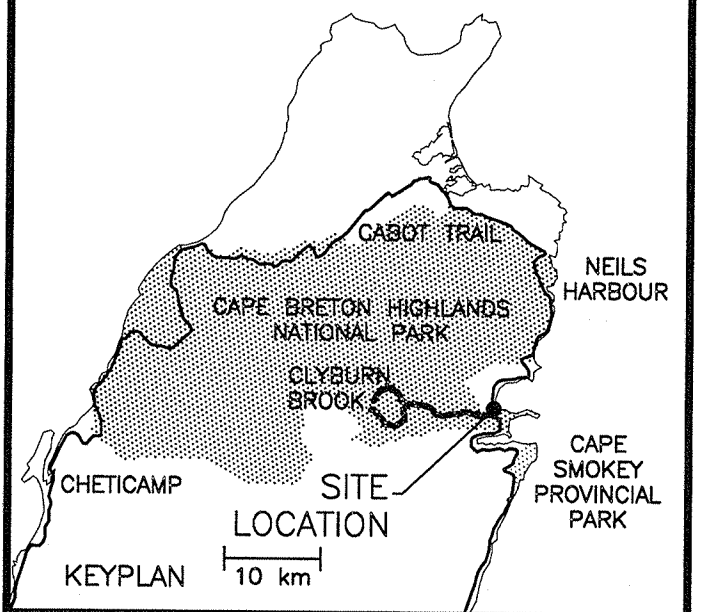 CABOT TRAIL
NEILS
HARBOUR
CAPE BRETON HIGHLANDS
NATIONAL PARK
CLYBURN
BROOK
CAPE
SMOKEY
PROVINCIAL
PARK
CHETICAMP
SITE
LOCATION
10 km
KEYPLAN